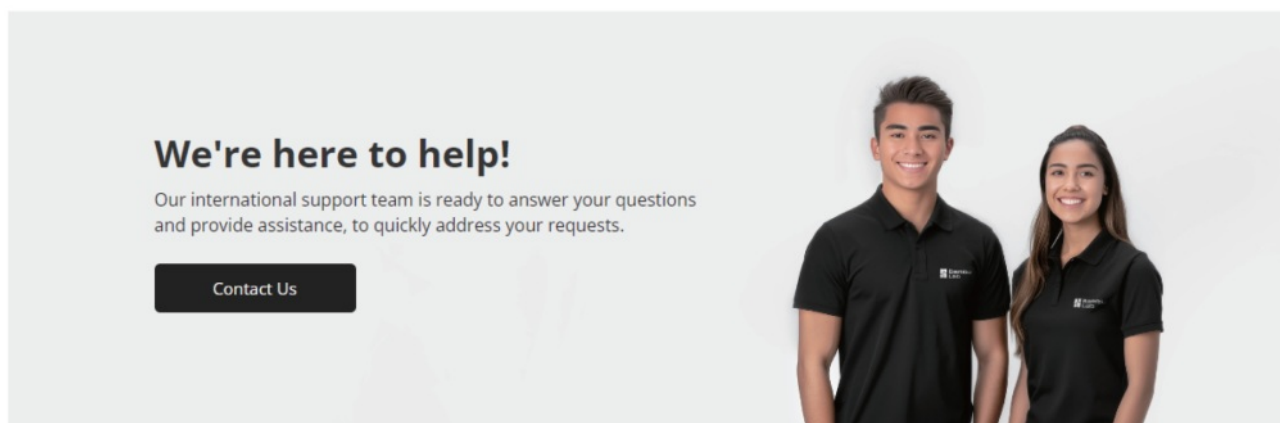 We're here to help!
Our international support team is ready to answer your questions
and provide assistance, to quickly address your requests.
Contact Us